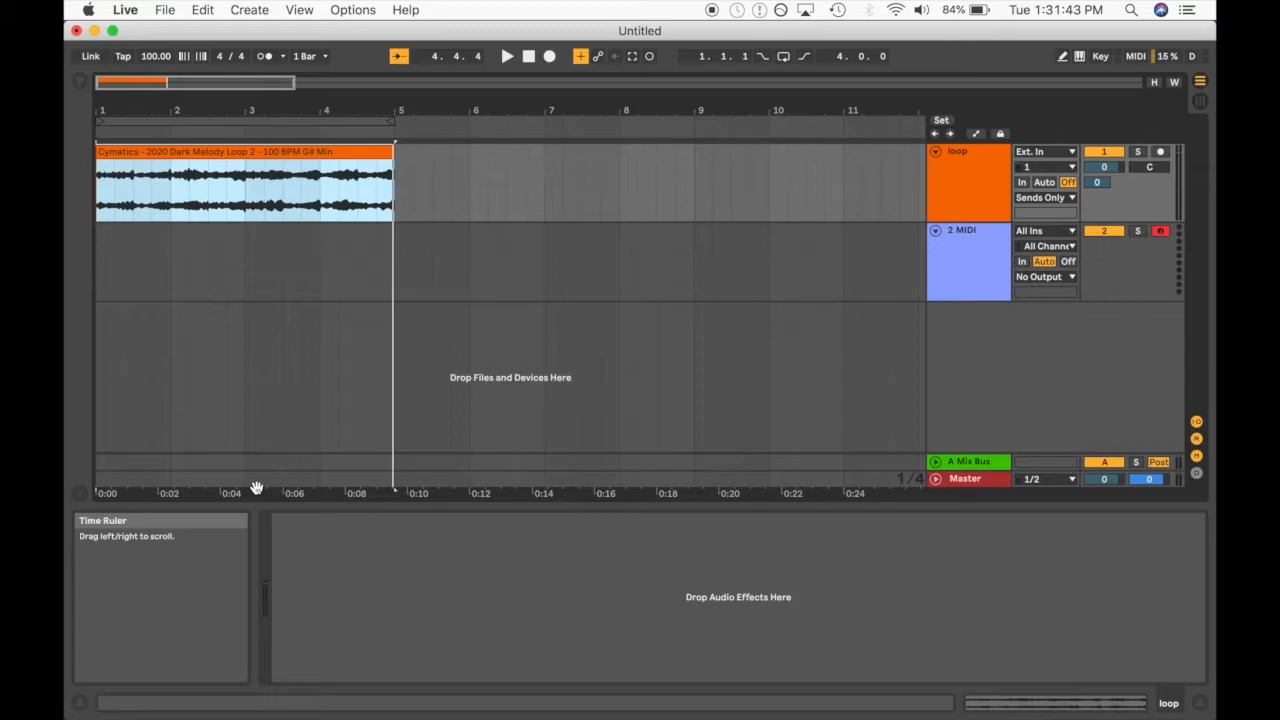 Live File Edit Create View Options Help 84% Tue 1:31:43 PM
Untitled
Link Tap 100.00 4 / 4 1 Bar 4. 4. 4 1. 1. 1 4. 0. 0 Key MIDI 15 % D
H W
1 2 3 4 5 6 7 8 9 10 11
Set
Cymatics - 2020 Dark Melody Loop 2 - 100 BPM G# Min
loop Ext. In 1 S
1 0 C
In Auto Off 0
Sends Only
2 MIDI All Ins 2 S
All Channe
In Auto Off
No Output
Drop Files and Devices Here
A Mix Bus A S Post
1/4 Master 1/2 0 0
0:00 0:02 0:04 0:06 0:08 0:10 0:12 0:14 0:16 0:18 0:20 0:22 0:24
Time Ruler
Drag left/right to scroll.
Drop Audio Effects Here
loop